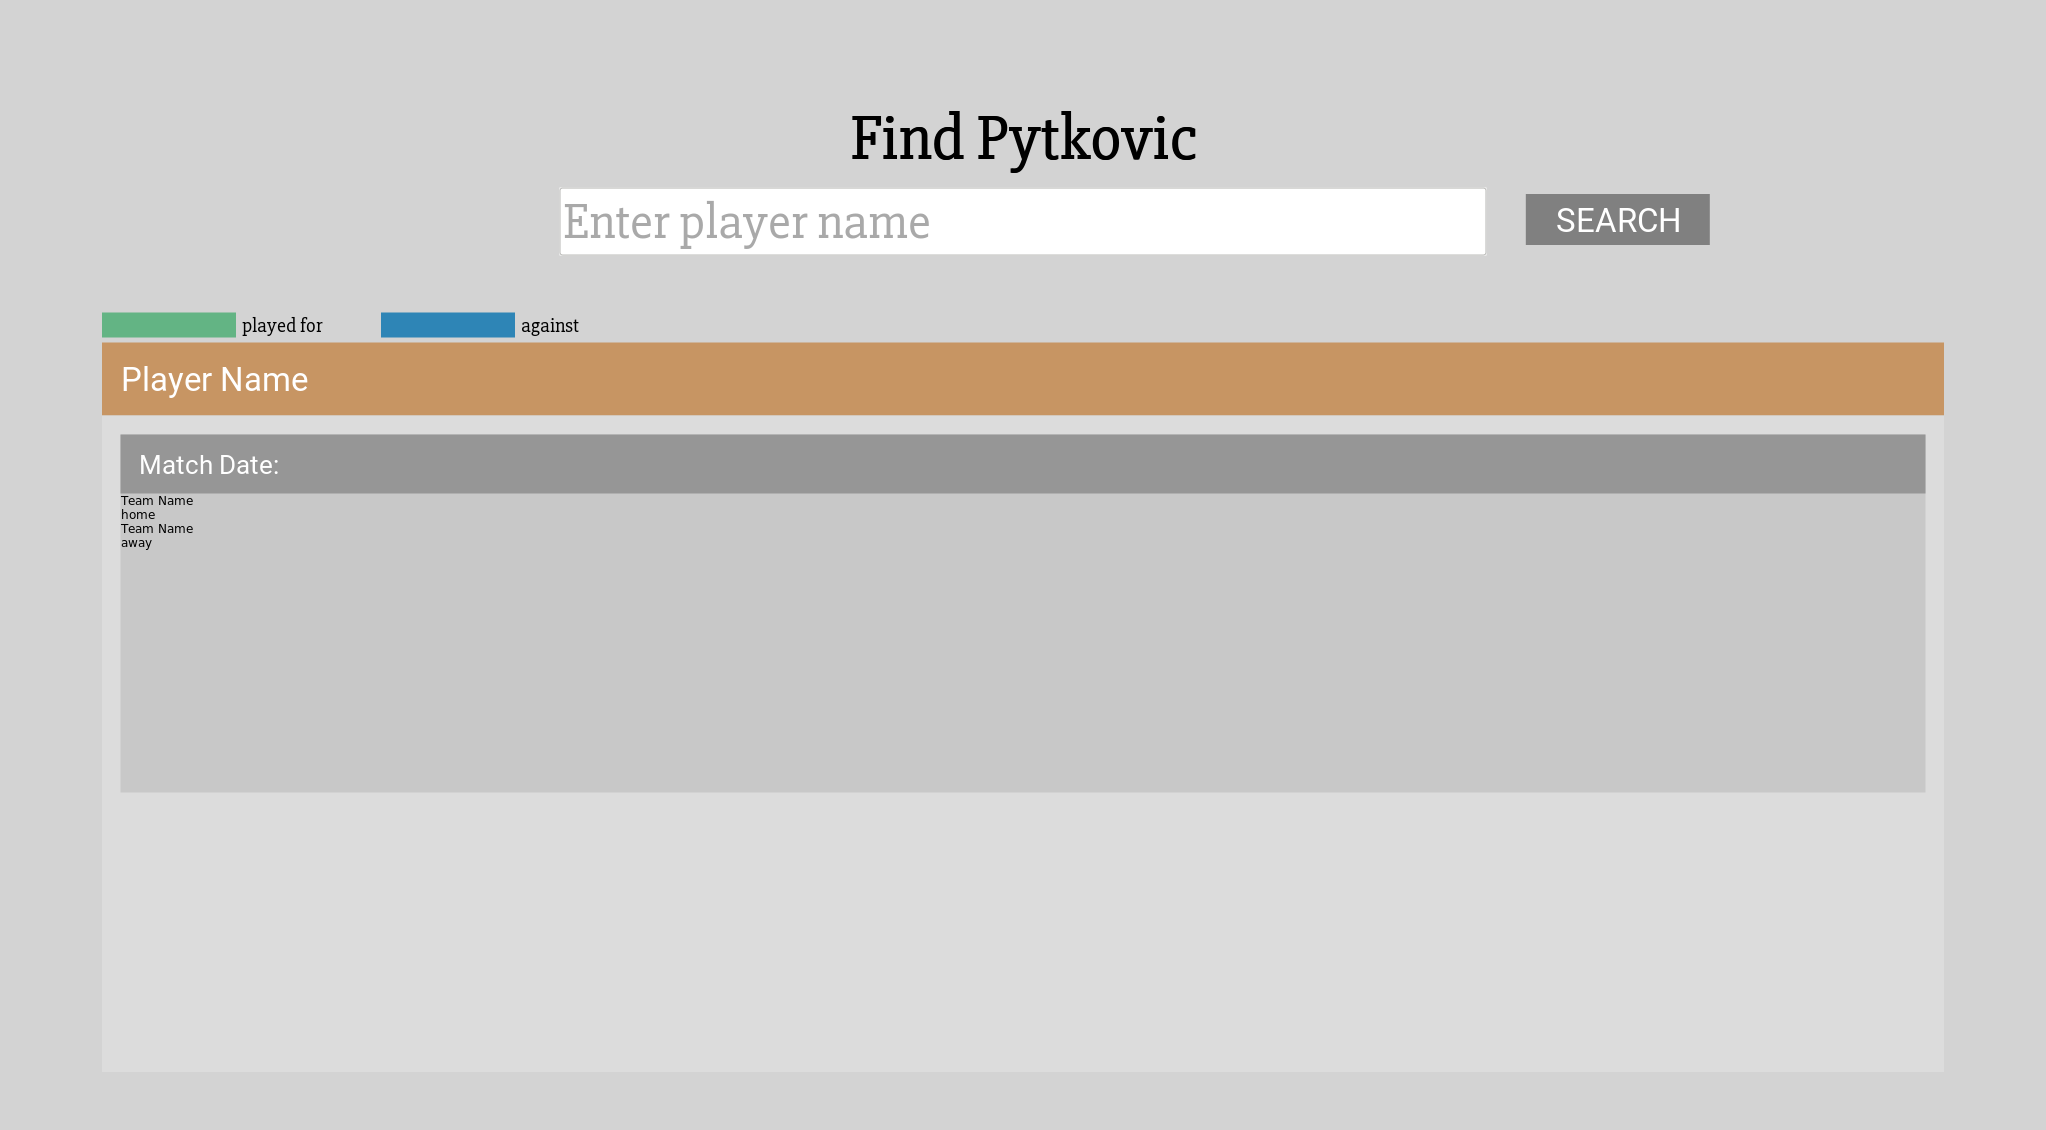 Find Pytkovic
Enter player name
SEARCH
played for
against
Player Name
Match Date:
Team Name
home
Team Name
away